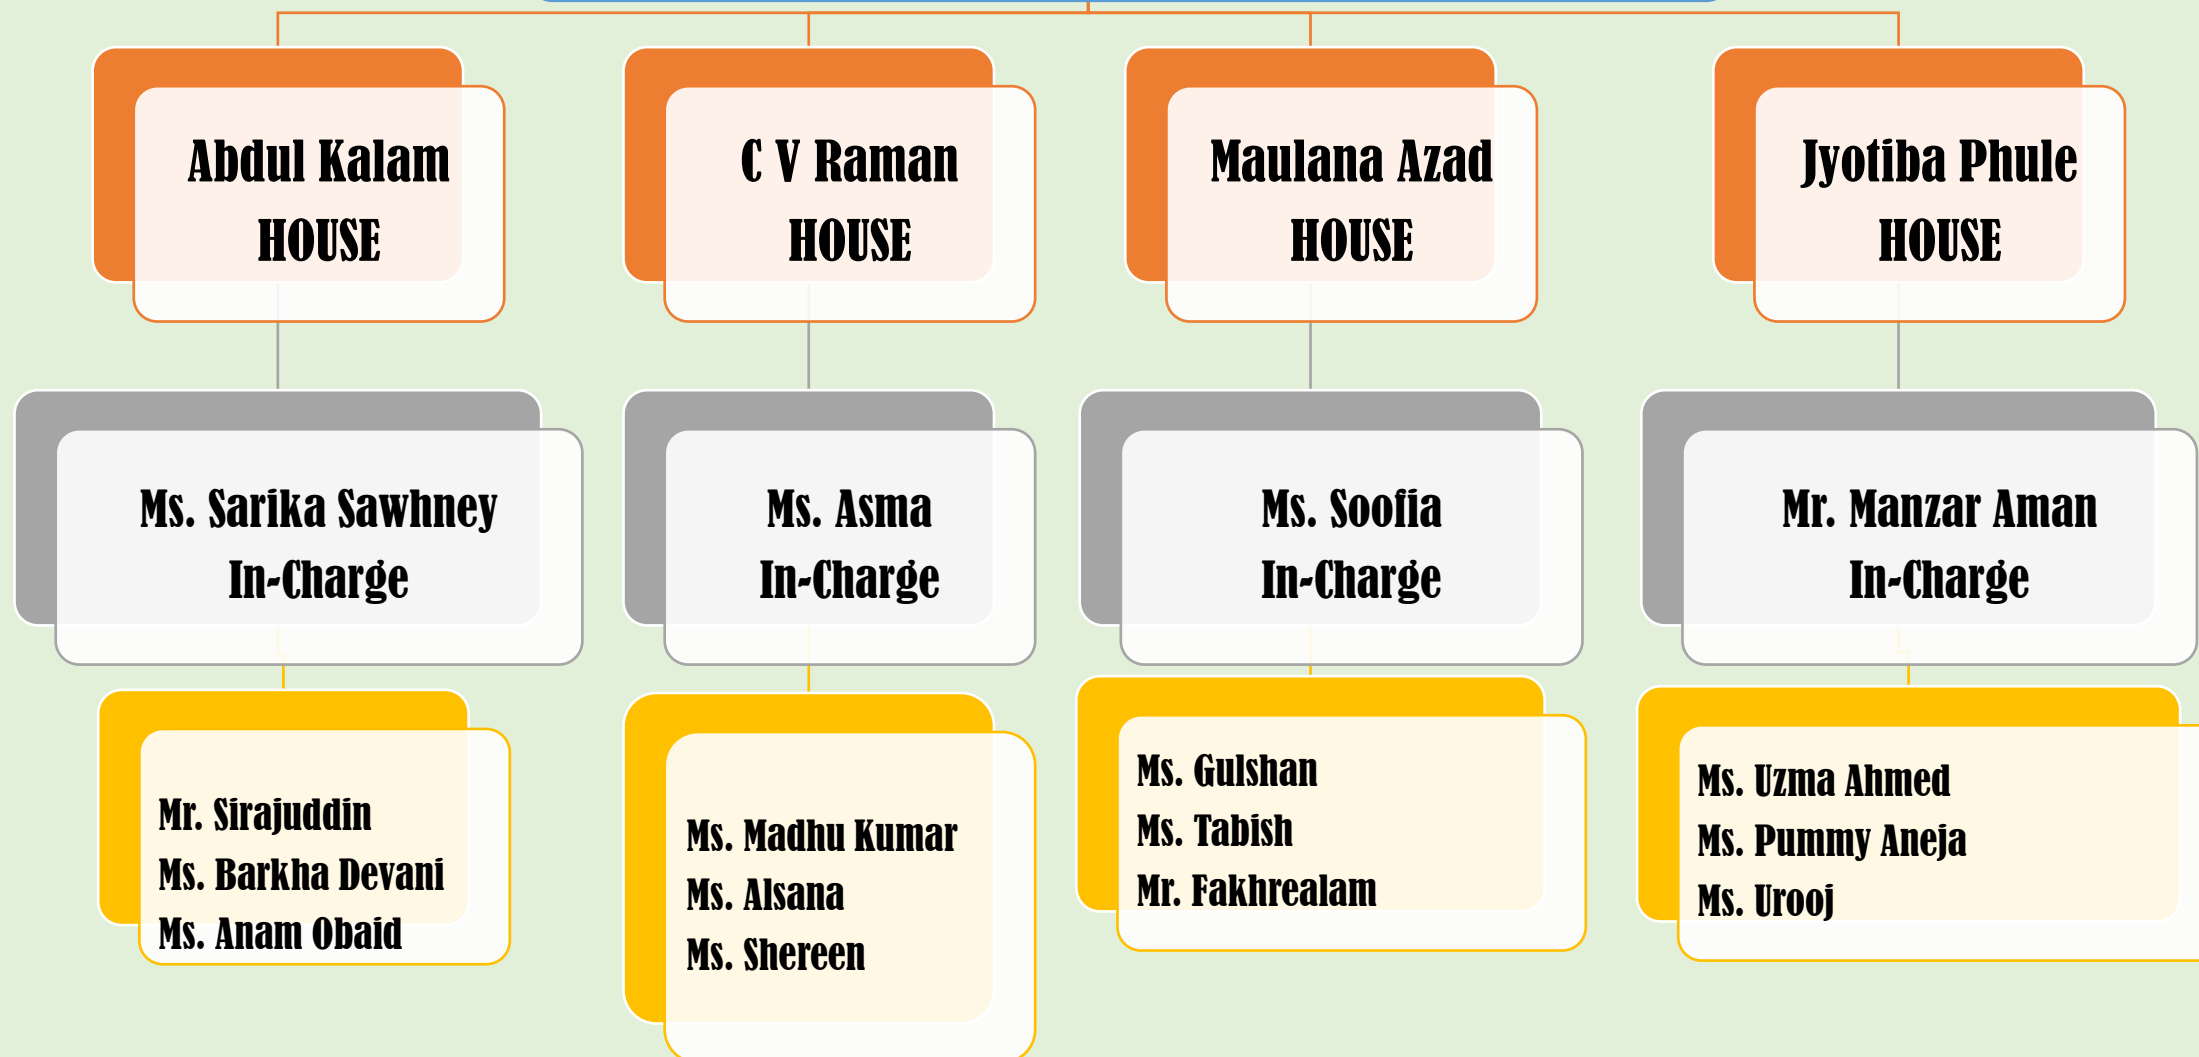 Abdul Kalam
HOUSE
C V Raman
HOUSE
Maulana Azad
HOUSE
Jyotiba Phule
HOUSE
Ms. Sarika Sawhney
In-Charge
Ms. Asma
In-Charge
Ms. Soofia
In-Charge
Mr. Manzar Aman
In-Charge
Mr. Sirajuddin
Ms. Barkha Devani
Ms. Anam Obaid
Ms. Madhu Kumar
Ms. Alsana
Ms. Shereen
Ms. Gulshan
Ms. Tabish
Mr. Fakhrealam
Ms. Uzma Ahmed
Ms. Pummy Aneja
Ms. Urooj